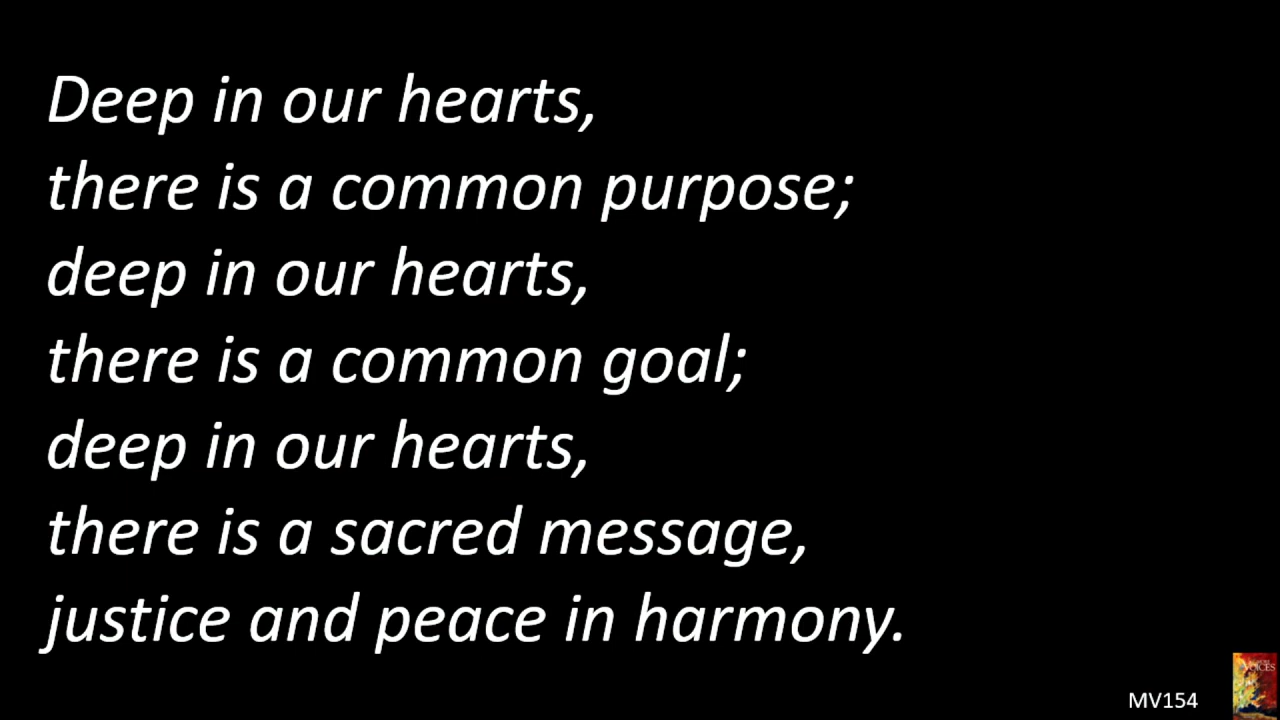 Deep in our hearts,
there is a common purpose;
deep in our hearts,
there is a common goal;
deep in our hearts,
there is a sacred message,
justice and peace in harmony.
VOICES
MV154